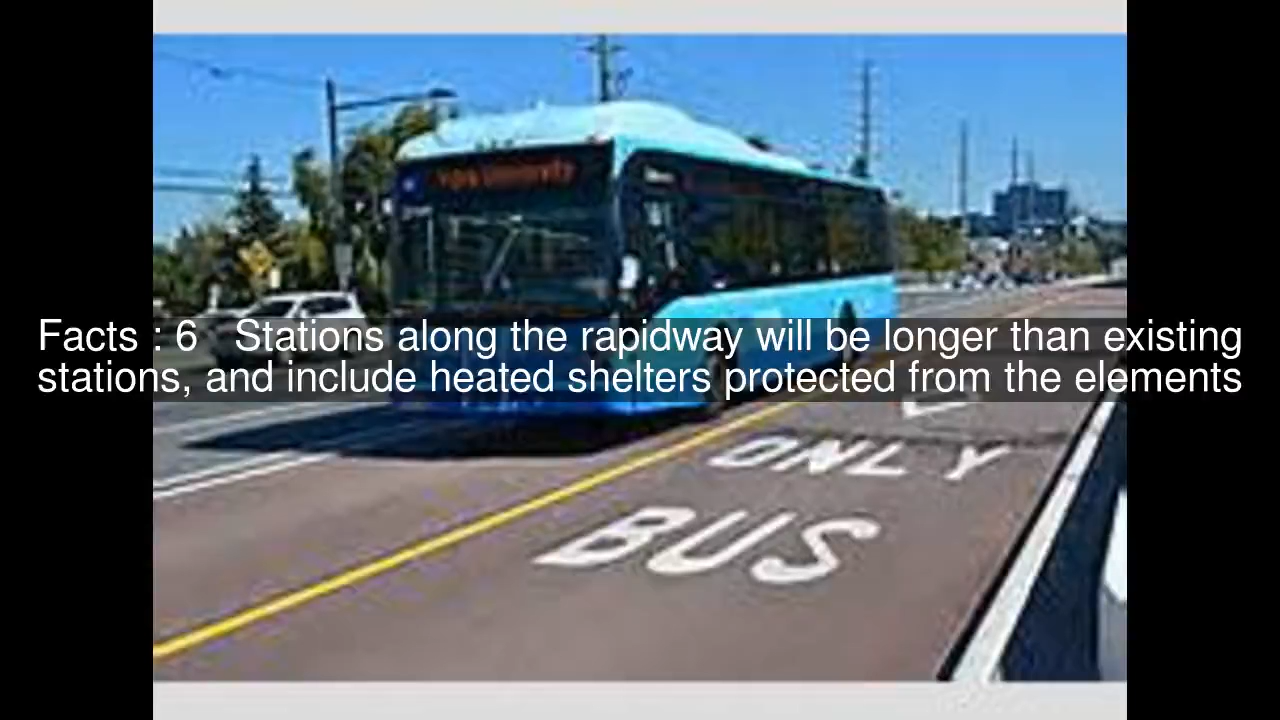 Facts : 6 Stations along the rapidway will be longer than existing
stations, and include heated shelters protected from the elements
ONLY
BUS